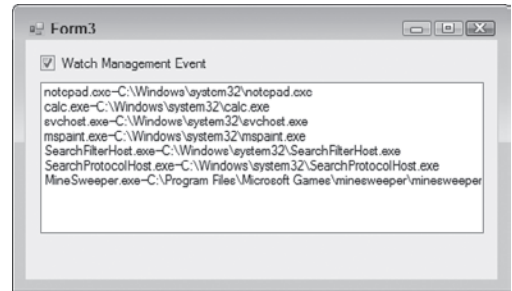 Form3
Watch Management Event
notepad.exe-C:\Windows\system32\notepad.exe
calc.exe-C:\Windows\system32\calc.exe
svchost.exe-C:\Windows\system32\svchost.exe
mspaint.exe-C:\Windows\system32\mspaint.exe
SearchFilterHost.exe-C:\Windows\system32\SearchFilterHost.exe
SearchProtocolHost.exe-C:\Windows\system32\SearchProtocolHost.exe
MineSweeper.exe-C:\Program Files\Microsoft Games\minesweeper\minesweeper